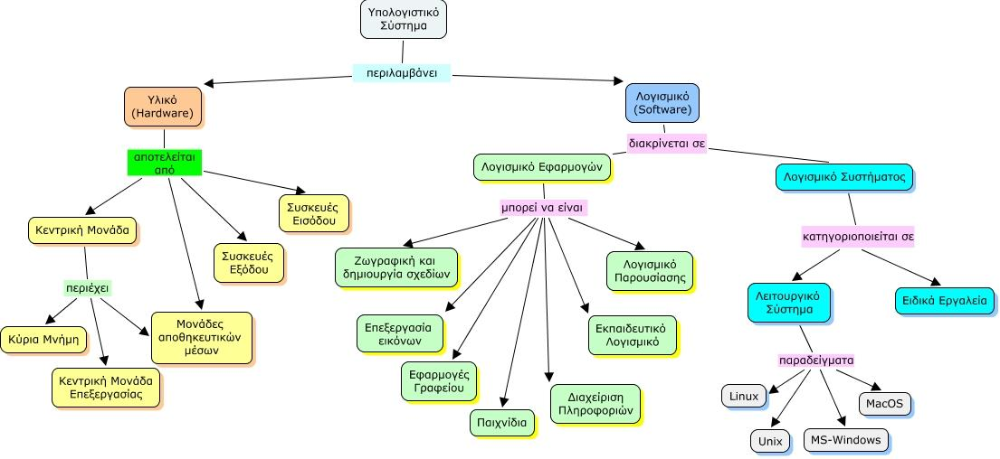 Υπολογιστικό
Σύστημα
περιλαμβάνει
Υλικό
(Hardware)
Λογισμικό
(Software)
αποτελείται
από
διακρίνεται σε
Λογισμικό Εφαρμογών
Λογισμικό Συστήματος
μπορεί να είναι
κατηγοριοποιείται σε
Κεντρική Μονάδα
Συσκευές
Εισόδου
Συσκευές
Εξόδου
περιέχει
Κύρια Μνήμη
Κεντρική Μονάδα
Επεξεργασίας
Μονάδες
αποθηκευτικών
μέσων
Ζωγραφική και
δημιουργία σχεδίων
Επεξεργασία
εικόνων
Εφαρμογές
Γραφείου
Παιχνίδια
Διαχείριση
Πληροφοριών
Εκπαιδευτικό
Λογισμικό
Λογισμικό
Παρουσίασης
Λειτουργικό
Σύστημα
Ειδικά Εργαλεία
παραδείγματα
Linux
Unix
MS-Windows
MacOS